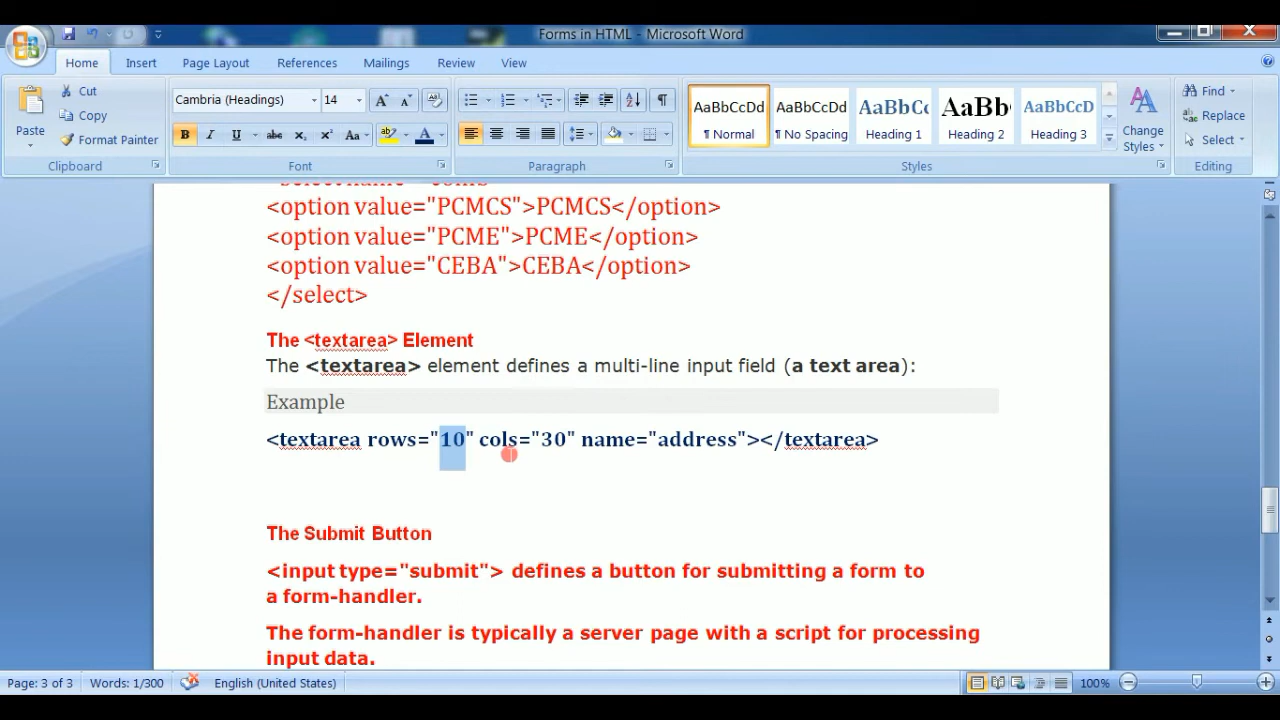 Forms in HTML - Microsoft Word
Home Insert Page Layout References Mailings Review View
Cut
Copy
Format Painter
Paste
Clipboard
Cambria (Headings) 14
Font
Paragraph
AaBbCcDd AaBbCcDd AaBbCc AaBb( AaBbCcD
¶ Normal ¶ No Spacing Heading 1 Heading 2 Heading 3
Change
Styles
Styles
Find
Replace
Select
Editing
<option value="PCMCS">PCMCS</option>
<option value="PCME">PCME</option>
<option value="CEBA">CEBA</option>
</select>
The <textarea> Element
The <textarea> element defines a multi-line input field (a text area):
Example
<textarea rows="10" cols="30" name="address"></textarea>
The Submit Button
<input type="submit"> defines a button for submitting a form to
a form-handler.
The form-handler is typically a server page with a script for processing
input data.
Page: 3 of 3 Words: 1/300 English (United States) 100%